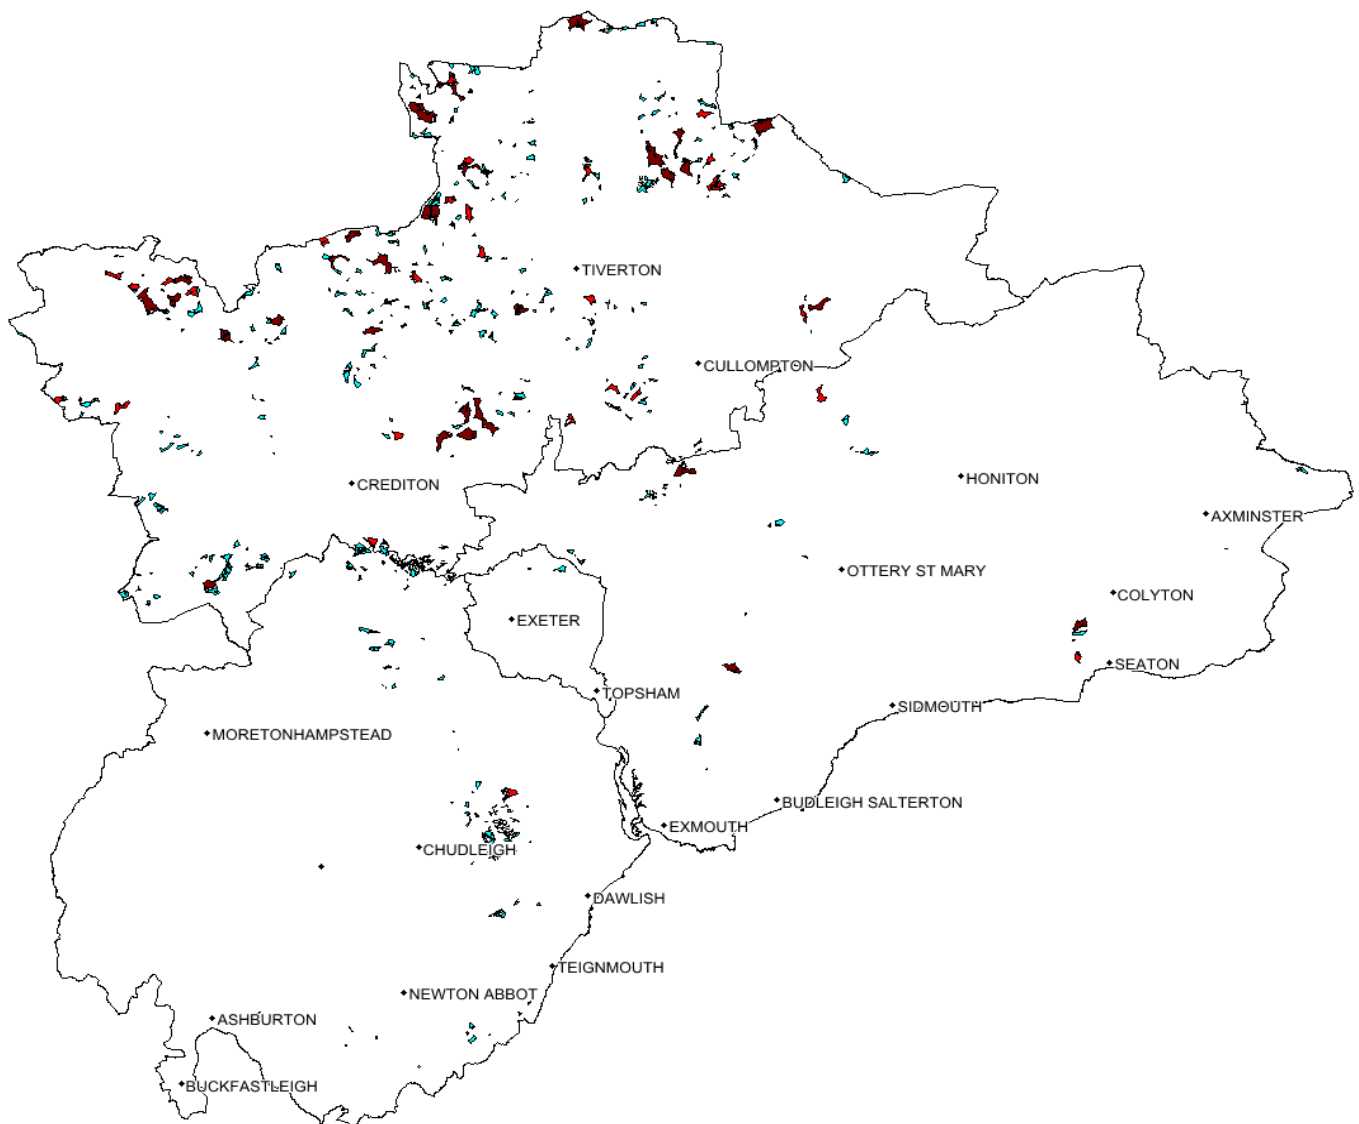 TIVERTON
CULLOMPTON
HONITON
CREDITON
AXMINSTER
OTTERY ST MARY
COLYTON
EXETER
SEATON
TOPSHAM
SIDMOUTH
MORETONHAMPSTEAD
BUDLEIGH SALTERTON
EXMOUTH
CHUDLEIGH
DAWLISH
TEIGNMOUTH
NEWTON ABBOT
ASHBURTON
BUCKFASTLEIGH